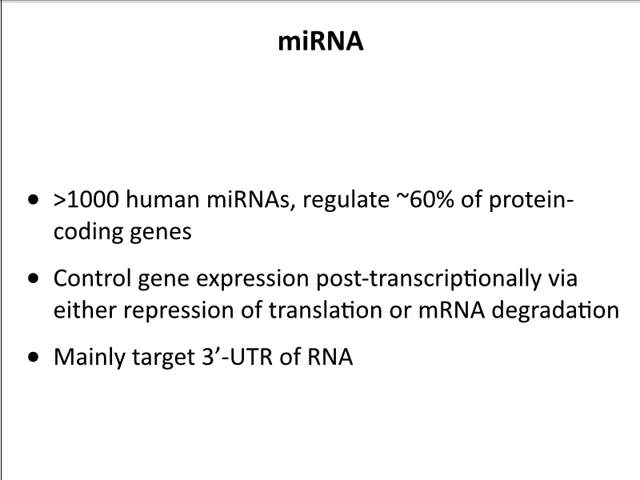 miRNA
● >1000 human miRNAs, regulate ~60% of protein-
coding genes
● Control gene expression post-transcriptionally via
either repression of translation or mRNA degradation
● Mainly target 3’-UTR of RNA